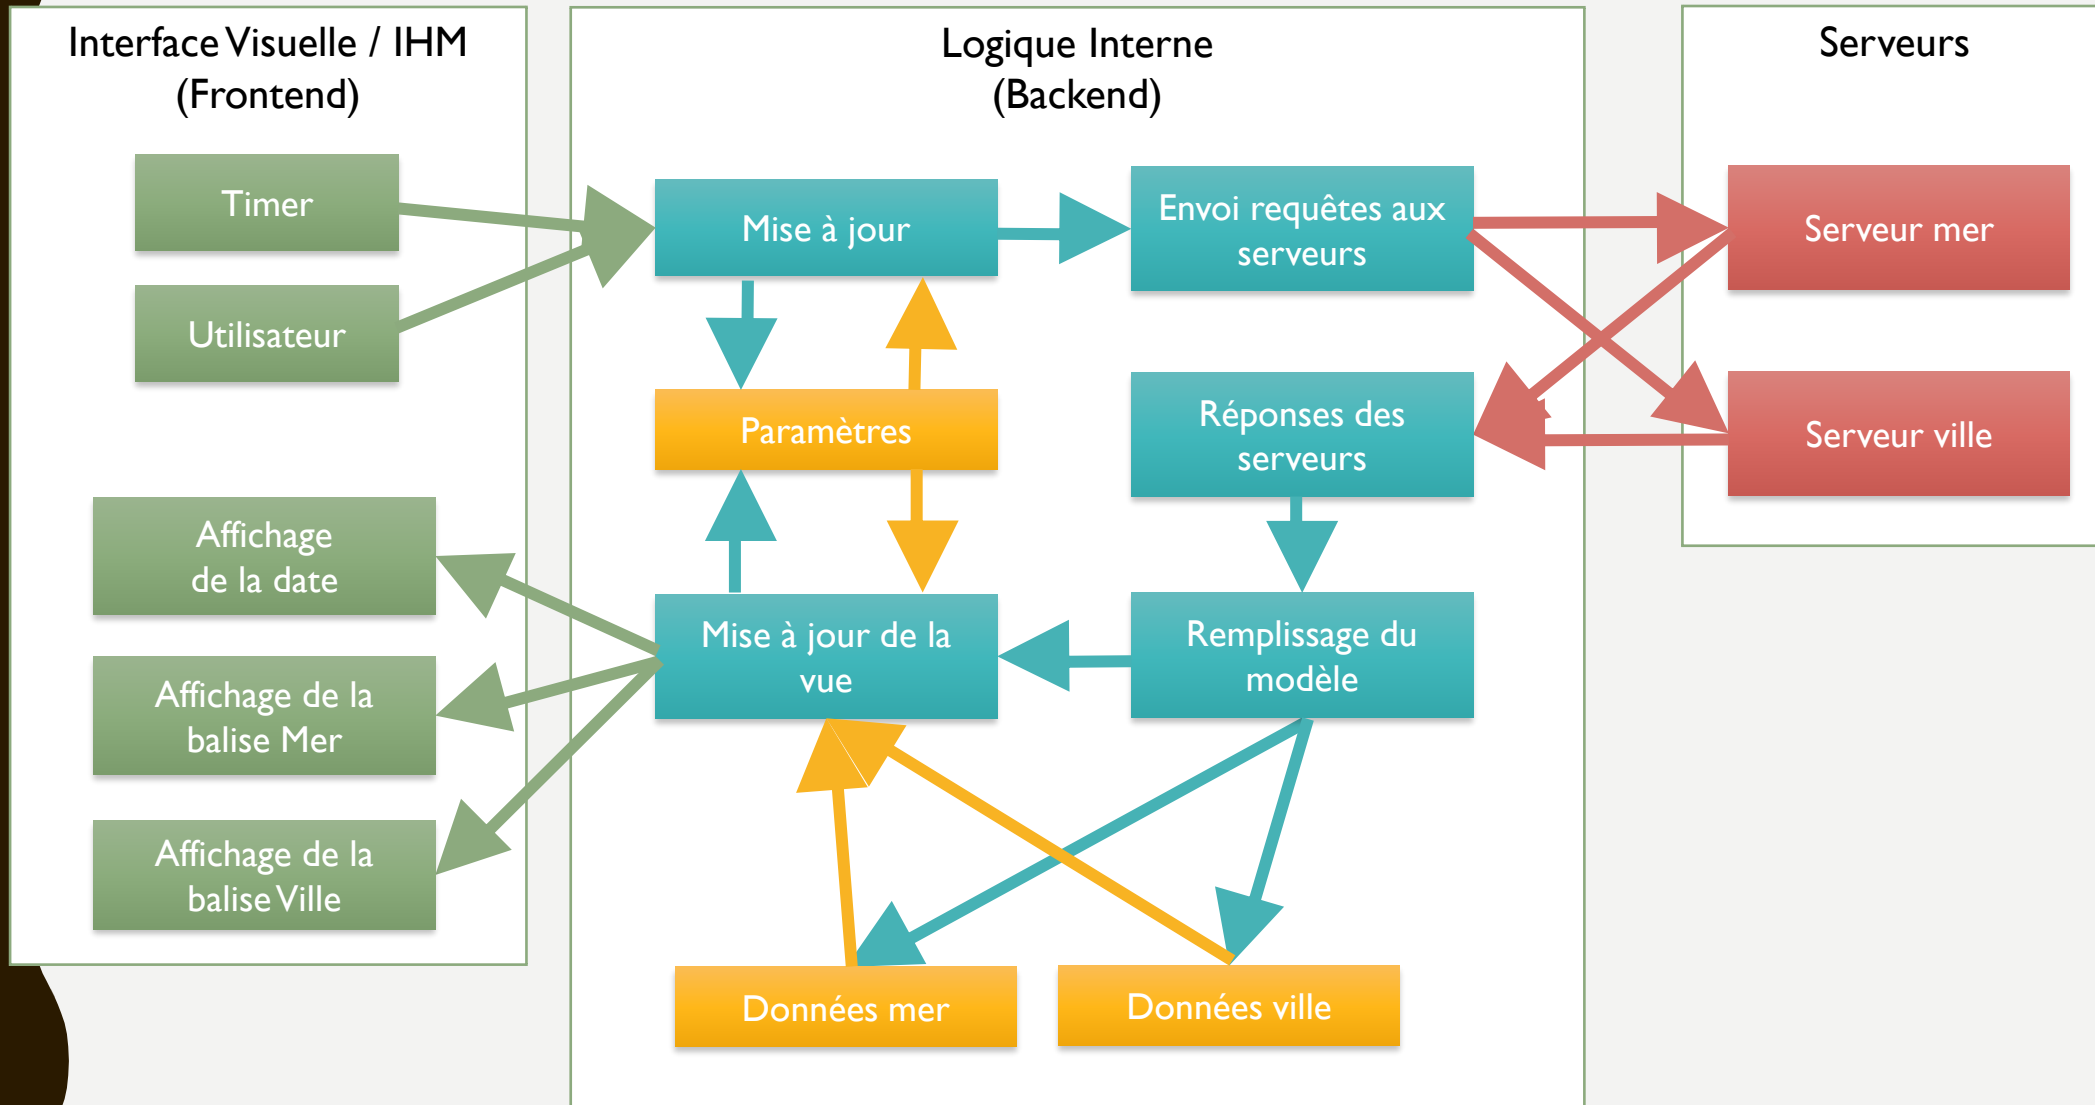 Interface Visuelle / IHM
(Frontend)
Timer
Utilisateur
Affichage
de la date
Affichage de la
balise Mer
Affichage de la
balise Ville
Logique Interne
(Backend)
Mise à jour
Envoi requêtes aux
serveurs
Paramètres
Réponses des
serveurs
Mise à jour de la
vue
Remplissage du
modèle
Données mer
Données ville
Serveurs
Serveur mer
Serveur ville